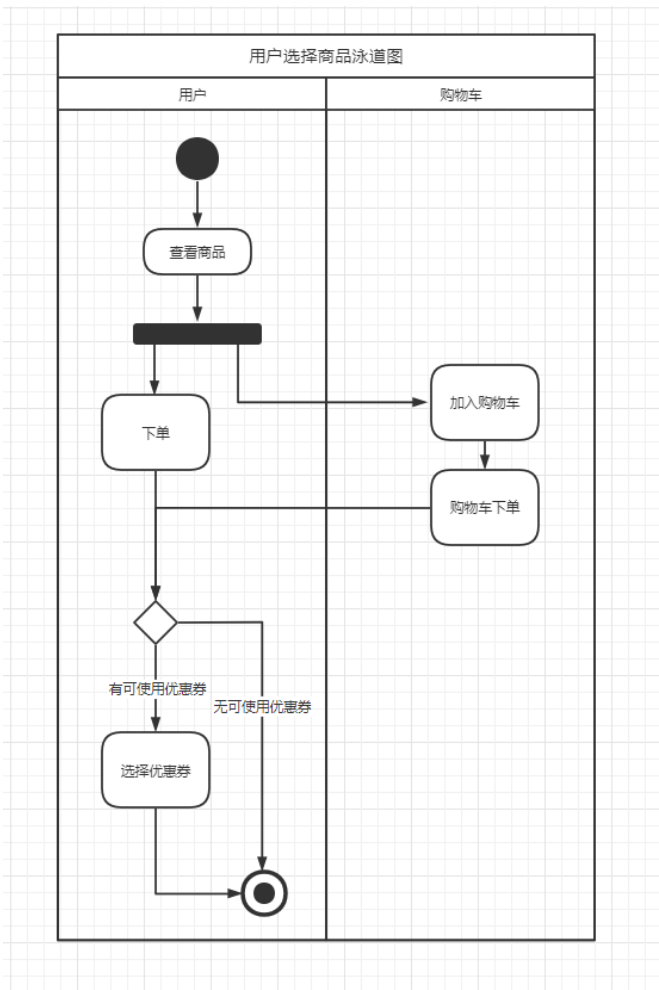 用户选择商品泳道图
用户
购物车
查看商品
加入购物车
下单
购物车下单
有可使用优惠券
无可使用优惠券
选择优惠券